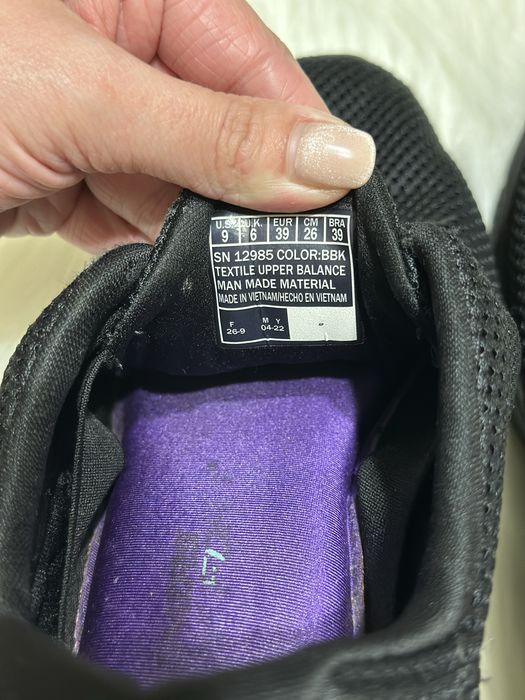 U.S. U.K. EUR CM BRA
9 6 39 26 39
SN 12985 COLOR:BBK
TEXTILE UPPER BALANCE
MAN MADE MATERIAL
MADE IN VIETNAM/HECHO EN VIETNAM
F M Y
26-9 04-22